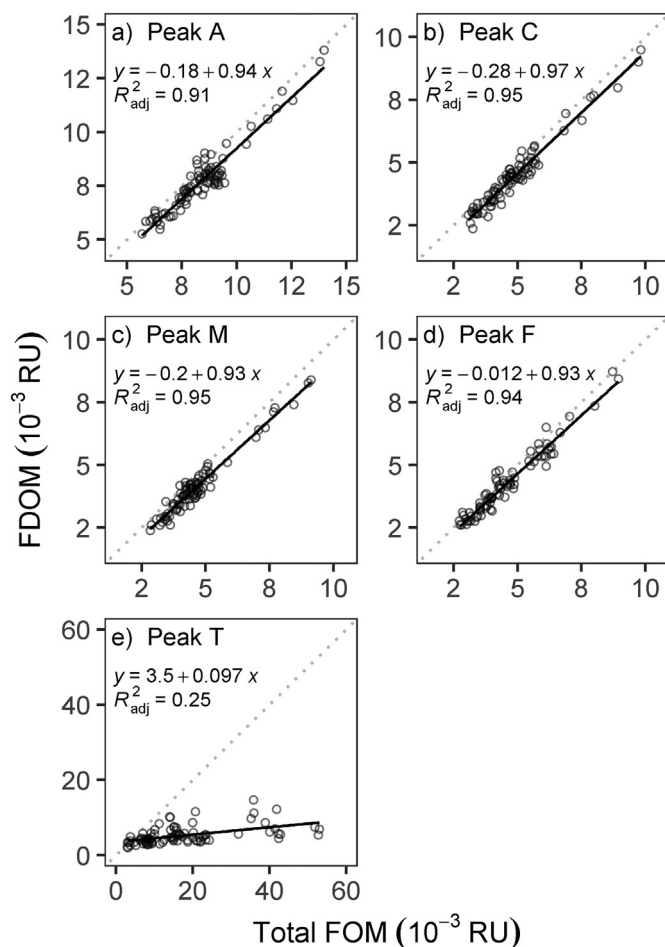 a) Peak A
y = −0.18 + 0.94 x
R²adj = 0.91
15
12
10
8
5
5 7.5 10 12.5 15
b) Peak C
y = −0.28 + 0.97 x
R²adj = 0.95
10
8
5
2
2 5 8 10
c) Peak M
y = −0.2 + 0.93 x
R²adj = 0.95
10
8
5
2
2 5 8 10
d) Peak F
y = −0.012 + 0.93 x
R²adj = 0.94
10
8
5
2
2 5 8 10
e) Peak T
y = 3.5 + 0.097 x
R²adj = 0.25
60
40
20
0
0 20 40 60
FDOM (10⁻³ RU)
Total FOM (10⁻³ RU)